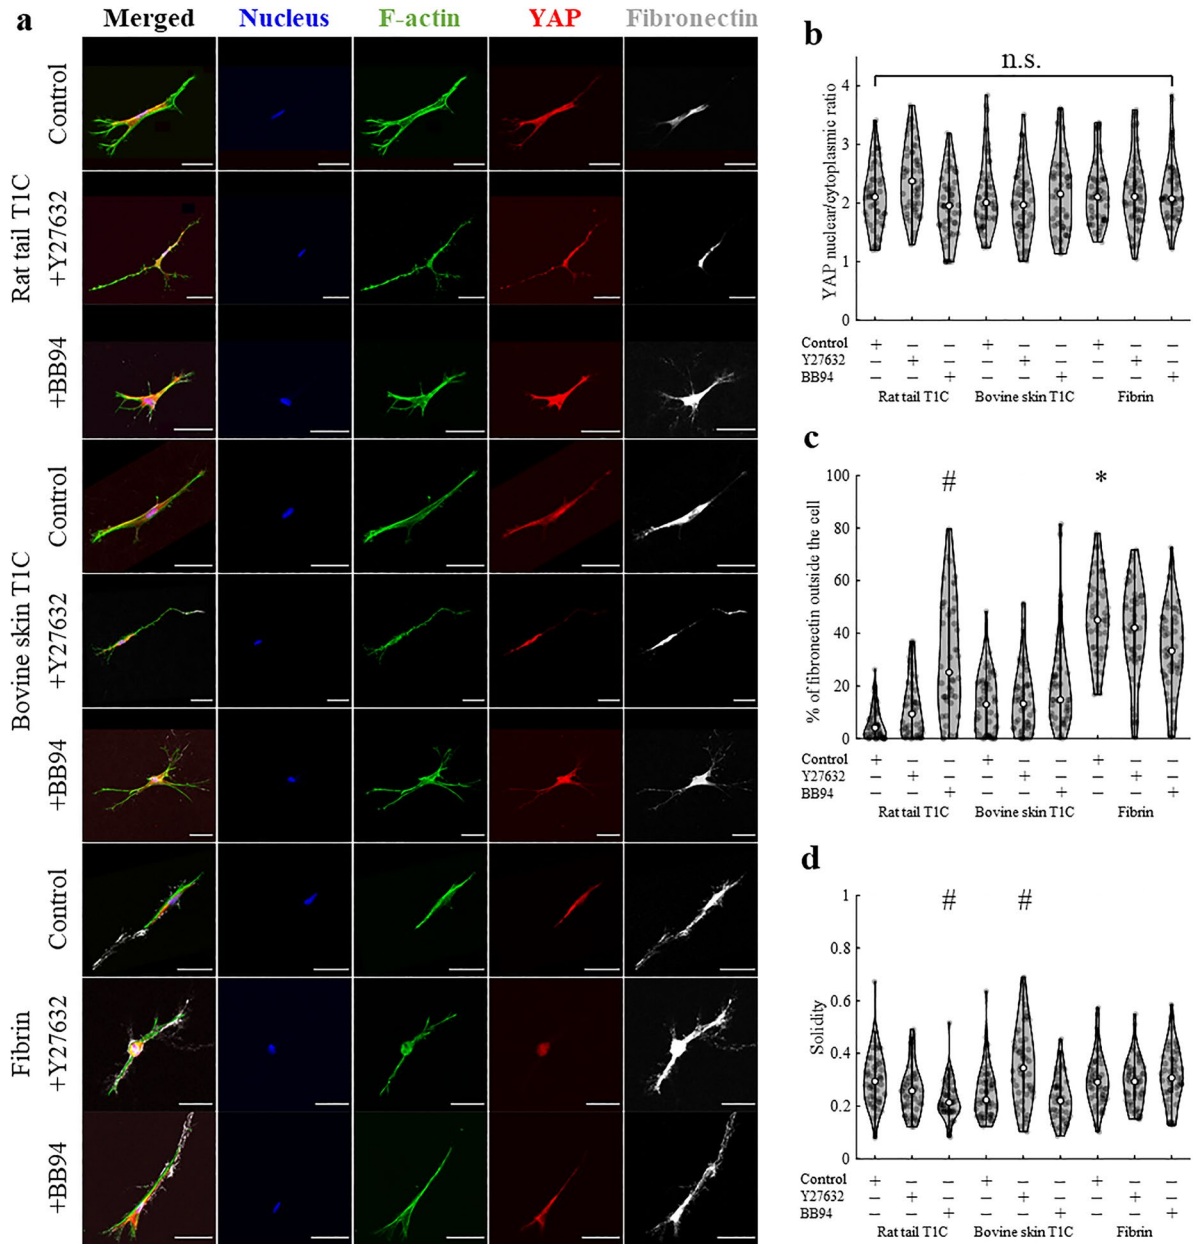 a
Merged Nucleus F-actin YAP Fibronectin
Rat tail T1C
Control
+Y27632
+BB94
Bovine skin T1C
Control
+Y27632
+BB94
Fibrin
Control
+Y27632
+BB94
b
n.s.
YAP nuclear/cytoplasmic ratio
4
3
2
1
0
Control + – – + – – + – –
Y27632 – + – – + – – + –
BB94 – – + – – + – – +
Rat tail T1C Bovine skin T1C Fibrin
c
# *
% of fibronectin outside the cell
100
80
60
40
20
0
Control + – – + – – + – –
Y27632 – + – – + – – + –
BB94 – – + – – + – – +
Rat tail T1C Bovine skin T1C Fibrin
d
# #
Solidity
1
0.8
0.6
0.4
0.2
0
Control + – – + – – + – –
Y27632 – + – – + – – + –
BB94 – – + – – + – – +
Rat tail T1C Bovine skin T1C Fibrin